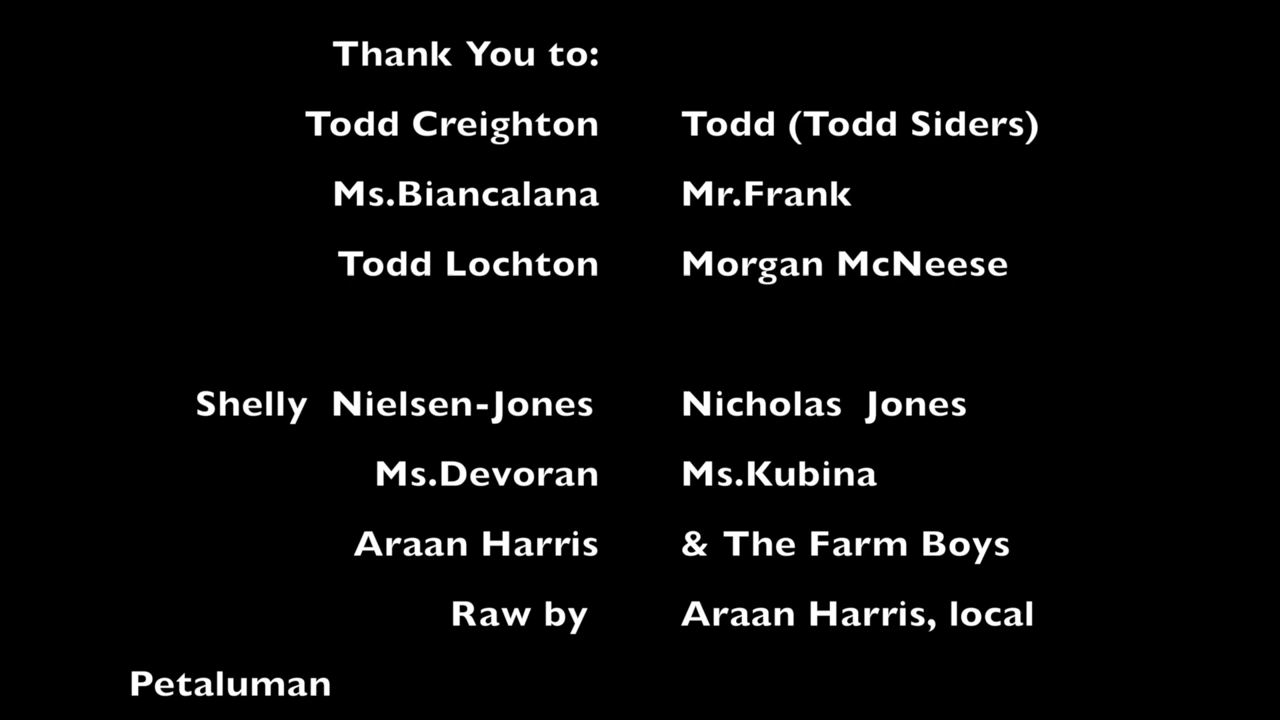 Thank You to:
Todd Creighton Todd (Todd Siders)
Ms.Biancalana Mr.Frank
Todd Lochton Morgan McNeese
Shelly Nielsen-Jones Nicholas Jones
Ms.Devoran Ms.Kubina
Araan Harris & The Farm Boys
Raw by Araan Harris, local
Petaluman